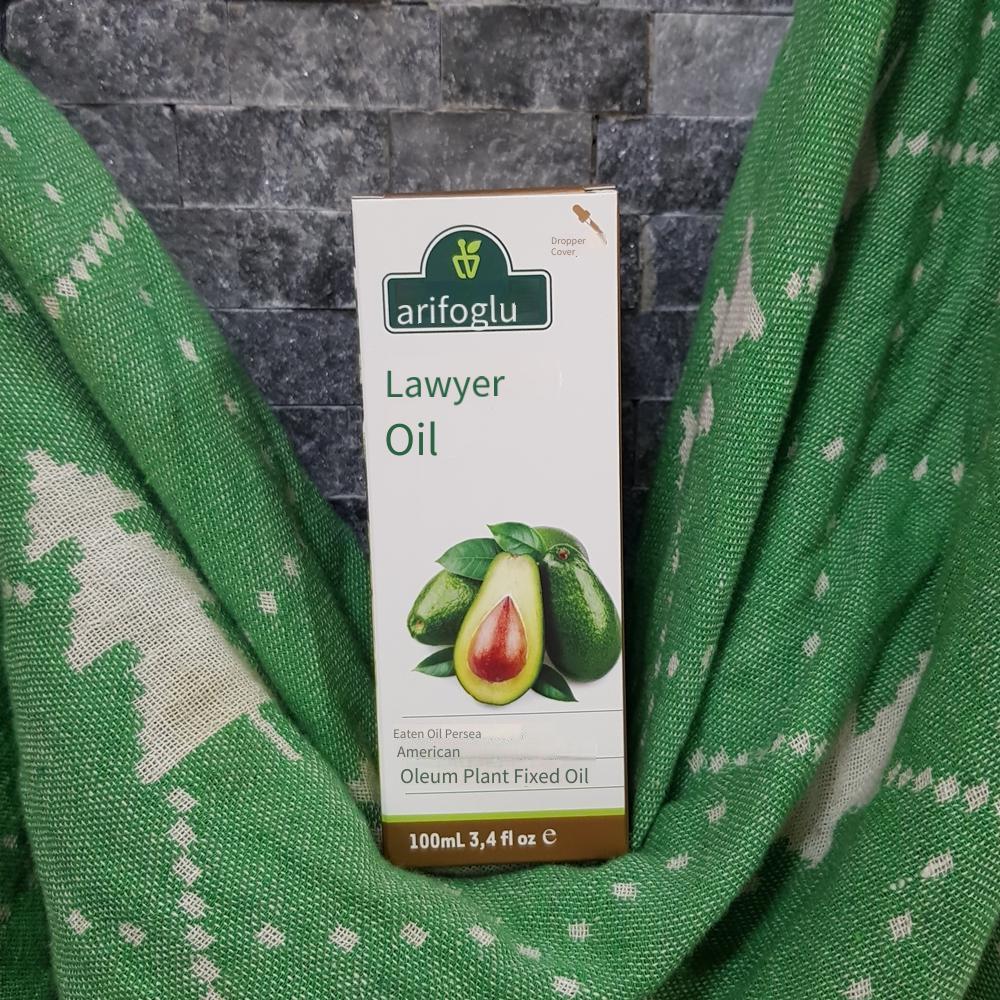 Dropper
Cover
arifoglu
Lawyer
Oil
Eaten Oil Persea
American
Oleum Plant Fixed Oil
100mL 3,4 fl oz e